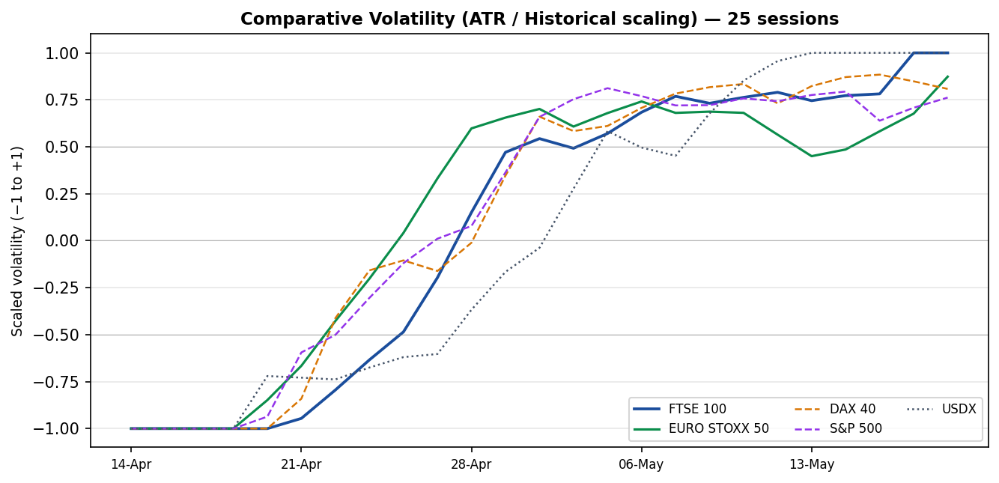 Comparative Volatility (ATR / Historical scaling) — 25 sessions
Scaled volatility (−1 to +1)
1.00
0.75
0.50
0.25
0.00
−0.25
−0.50
−0.75
−1.00
14-Apr
21-Apr
28-Apr
06-May
13-May
FTSE 100
EURO STOXX 50
DAX 40
S&P 500
USDX